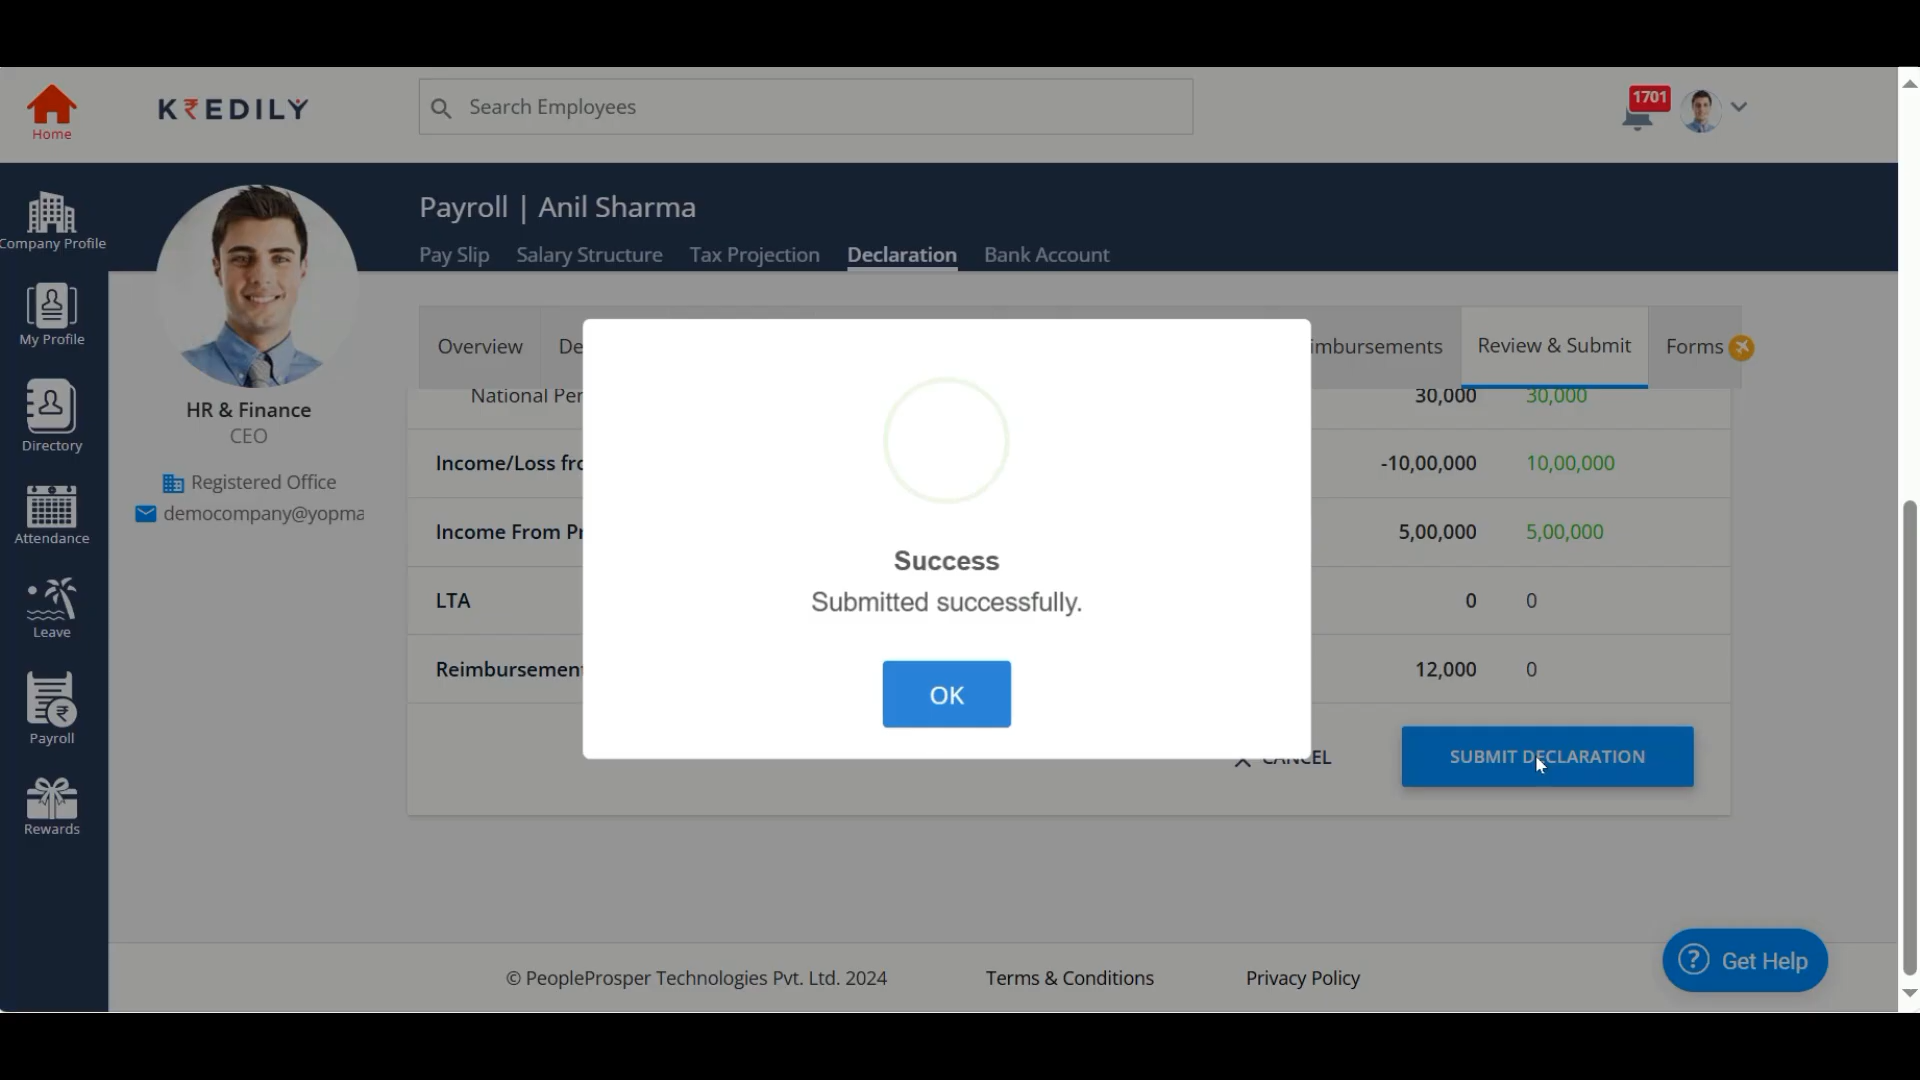 Home
KREDILY
Search Employees
1701
Company Profile
Payroll | Anil Sharma
Pay Slip Salary Structure Tax Projection Declaration Bank Account
My Profile
Overview De imbursements Review & Submit Forms
HR & Finance
CEO
National Per 30,000 30,000
Directory
Income/Loss fro -10,00,000 10,00,000
Registered Office
democompany@yopma
Attendance
Income From Pr 5,00,000 5,00,000
Success
Submitted successfully.
LTA 0 0
Leave
Reimbursement 12,000 0
OK
Payroll
CANCEL SUBMIT DECLARATION
Rewards
© PeopleProsper Technologies Pvt. Ltd. 2024 Terms & Conditions Privacy Policy
? Get Help